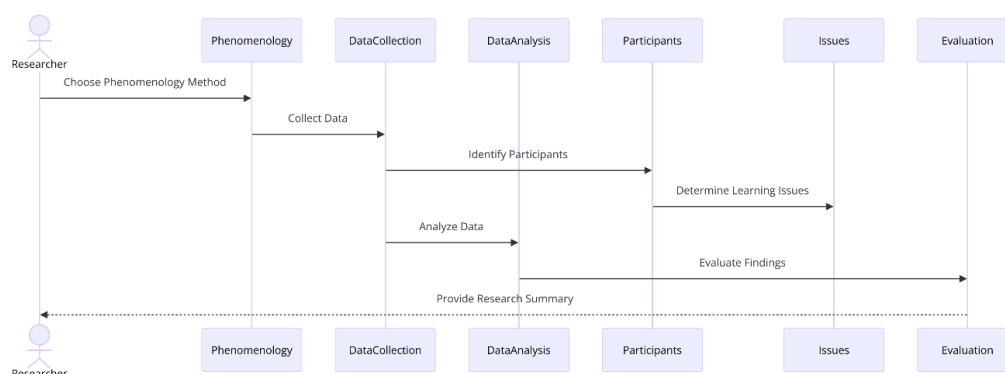 Researcher
Phenomenology
DataCollection
DataAnalysis
Participants
Issues
Evaluation
Choose Phenomenology Method
Collect Data
Identify Participants
Determine Learning Issues
Analyze Data
Evaluate Findings
Provide Research Summary
Phenomenology
DataCollection
DataAnalysis
Participants
Issues
Evaluation
Researcher